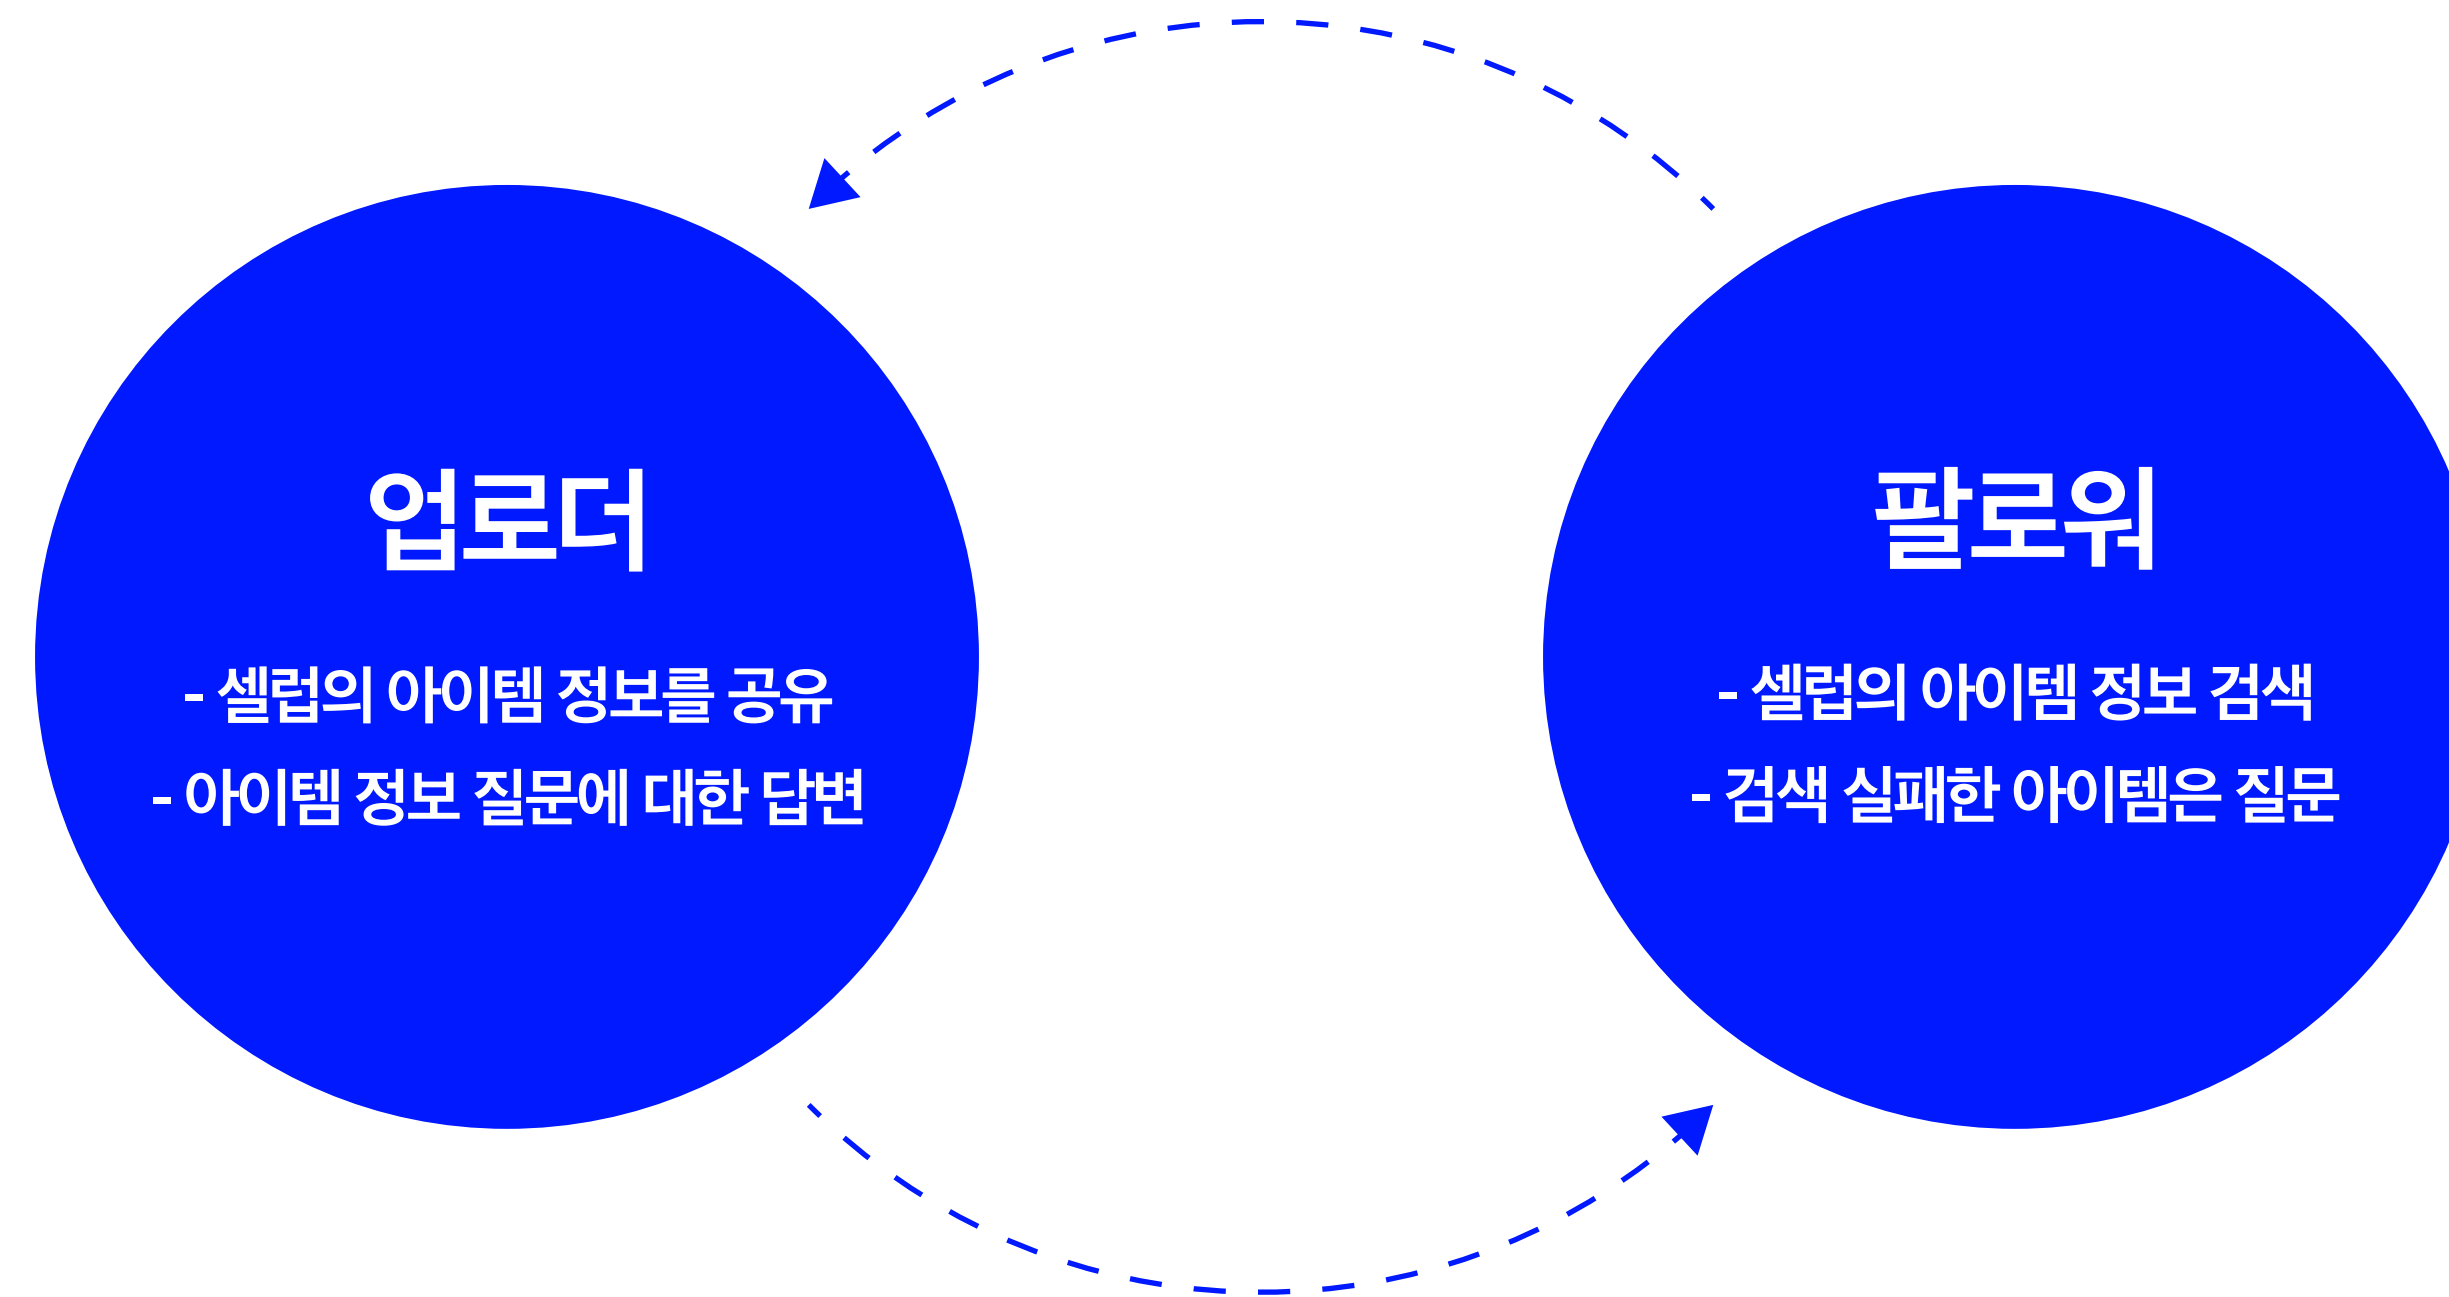 업로더
- 셀럽의 아이템 정보를 공유
- 아이템 정보 질문에 대한 답변
팔로워
- 셀럽의 아이템 정보 검색
- 검색 실패한 아이템은 질문